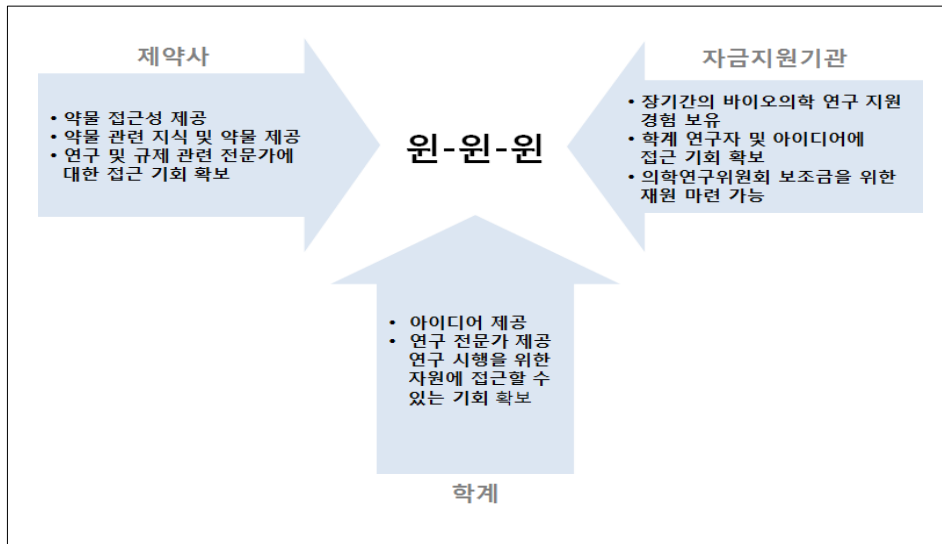 제약사
• 약물 접근성 제공
• 약물 관련 지식 및 약물 제공
• 연구 및 규제 관련 전문가에
대한 접근 기회 확보
윈-윈-윈
자금지원기관
• 장기간의 바이오의학 연구 지원
경험 보유
• 학계 연구자 및 아이디어에
접근 기회 확보
• 의학연구위원회 보조금을 위한
재원 마련 가능
• 아이디어 제공
• 연구 전문가 제공
연구 시행을 위한
자원에 접근할 수
있는 기회 확보
학계